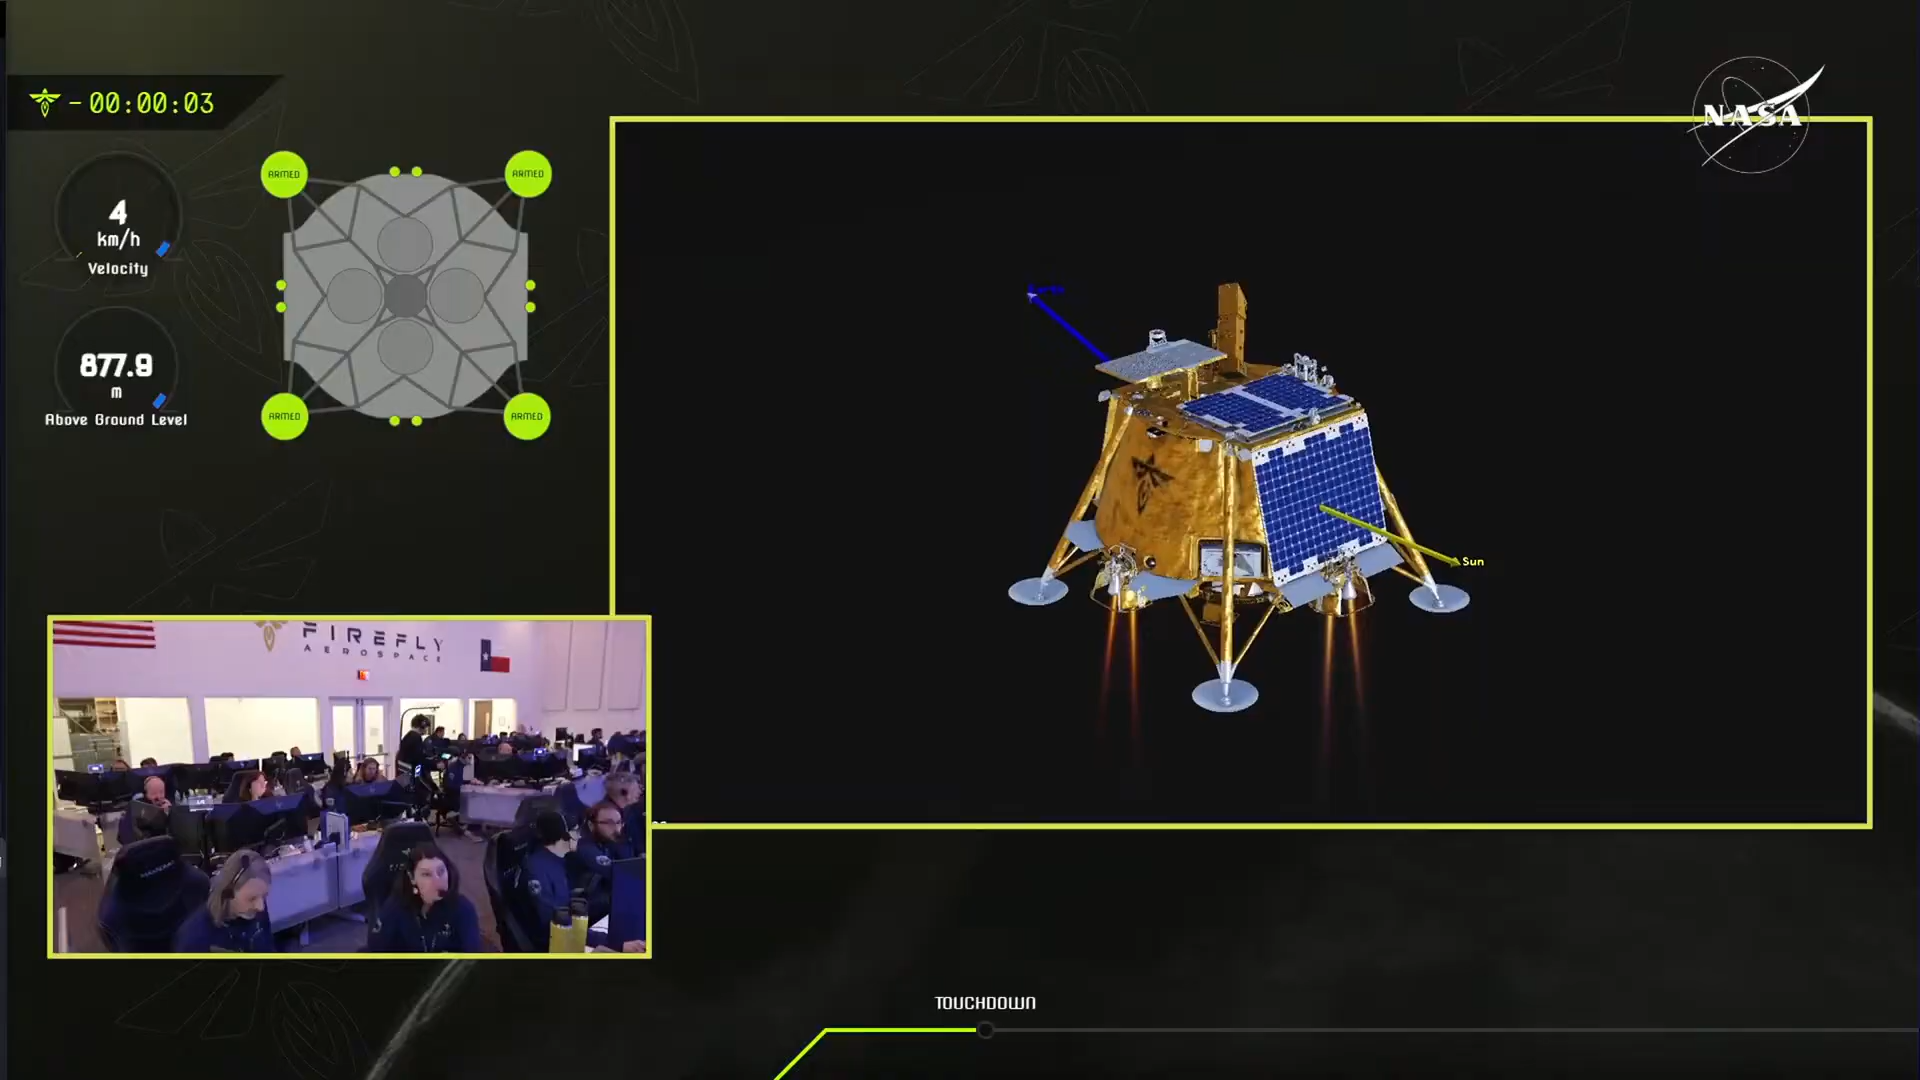 - 00:00:03
NASA
4
km/h
Velocity
877.9
m
Above Ground Level
ARMED
ARMED
ARMED
ARMED
Sun
FIREFLY
AEROSPACE
TOUCHDOWN